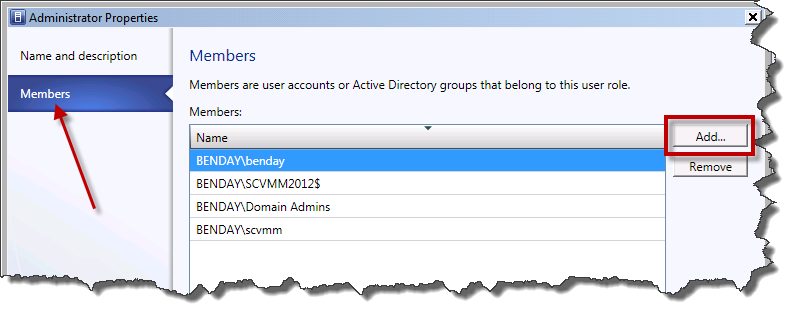 Administrator Properties
Name and description
Members
Members
Members are user accounts or Active Directory groups that belong to this user role.
Members:
Name
Add...
BENDAY\benday
Remove
BENDAY\SCVMM2012$
BENDAY\Domain Admins
BENDAY\scvmm